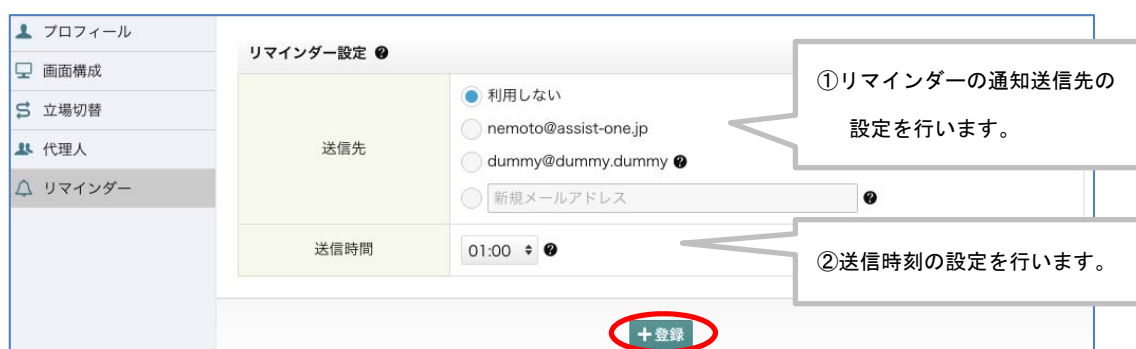 プロフィール
画面構成
立場切替
代理人
リマインダー
リマインダー設定 ?
送信先
利用しない
nemoto@assist-one.jp
dummy@dummy.dummy ?
新規メールアドレス ?
送信時間
01:00 ?
+登録
①リマインダーの通知送信先の
設定を行います。
②送信時刻の設定を行います。